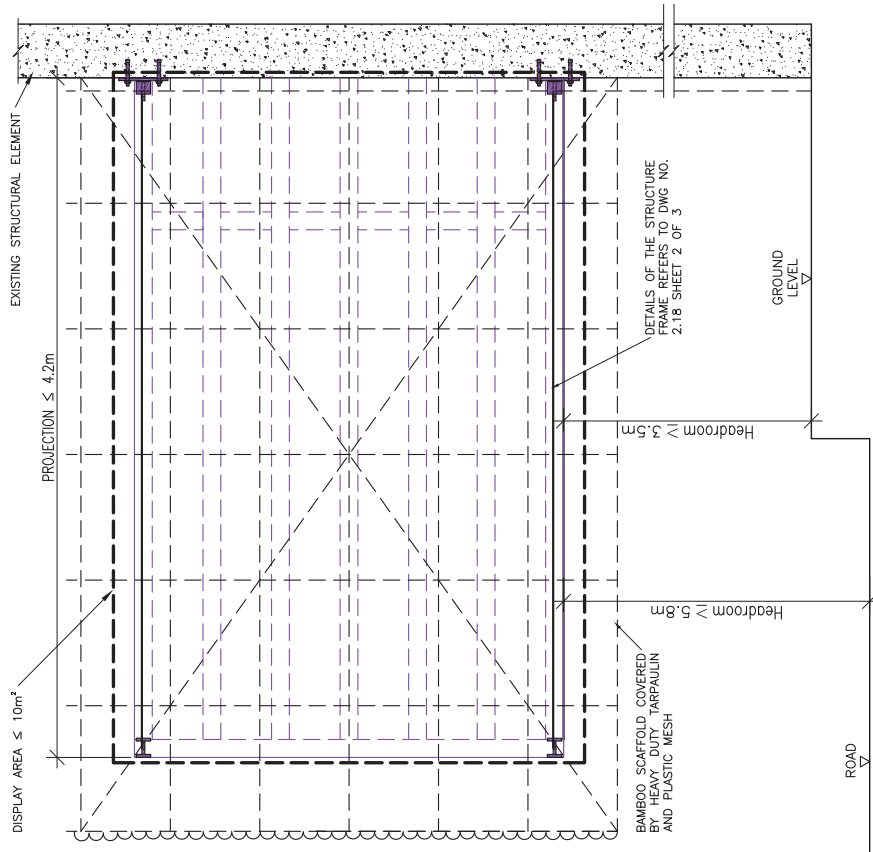 EXISTING STRUCTURAL ELEMENT
PROJECTION ≤ 4.2m
DISPLAY AREA ≤ 10m²
DETAILS OF THE STRUCTURE
FRAME REFERS TO DWG NO.
2.18 SHEET 2 OF 3
GROUND
LEVEL
Headroom ≥ 3.5m
Headroom ≥ 5.8m
BAMBOO SCAFFOLD COVERED
BY HEAVY DUTY TARPAULIN
AND PLASTIC MESH
ROAD